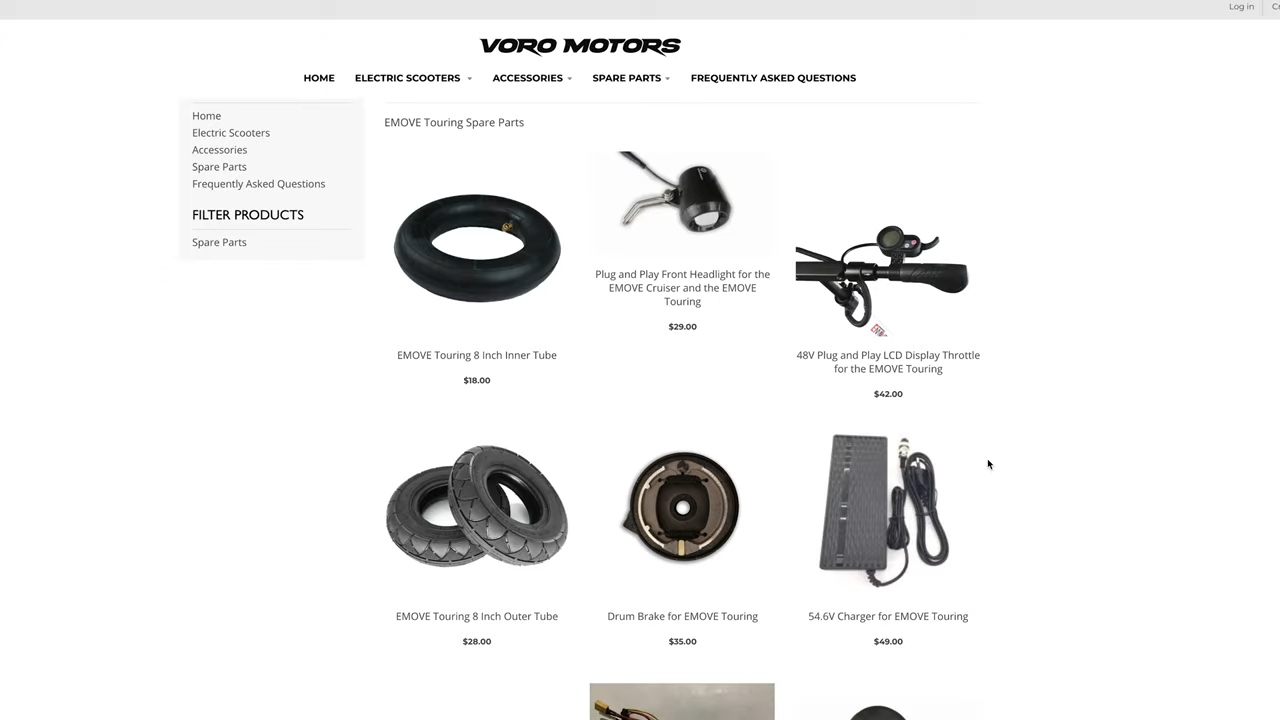 Log in
VORO MOTORS
HOME
ELECTRIC SCOOTERS
ACCESSORIES
SPARE PARTS
FREQUENTLY ASKED QUESTIONS
Home
Electric Scooters
Accessories
Spare Parts
Frequently Asked Questions
FILTER PRODUCTS
Spare Parts
EMOVE Touring Spare Parts
EMOVE Touring 8 Inch Inner Tube
$18.00
Plug and Play Front Headlight for the
EMOVE Cruiser and the EMOVE
Touring
$29.00
48V Plug and Play LCD Display Throttle
for the EMOVE Touring
$42.00
EMOVE Touring 8 Inch Outer Tube
$28.00
Drum Brake for EMOVE Touring
$35.00
54.6V Charger for EMOVE Touring
$49.00